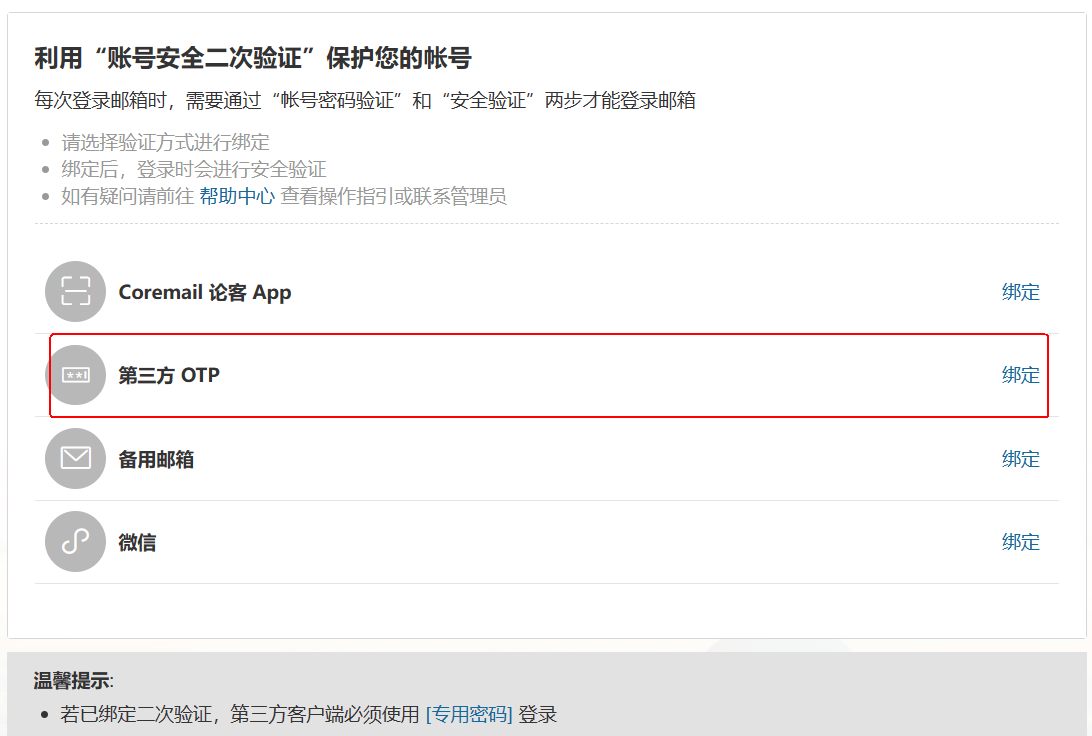 利用“账号安全二次验证”保护您的帐号
每次登录邮箱时，需要通过“帐号密码验证”和“安全验证”两步才能登录邮箱
请选择验证方式进行绑定
绑定后，登录时会进行安全验证
如有疑问请前往 帮助中心 查看操作指引或联系管理员
Coremail 论客 App 绑定
第三方 OTP 绑定
备用邮箱 绑定
微信 绑定
温馨提示:
若已绑定二次验证，第三方客户端必须使用 [专用密码] 登录